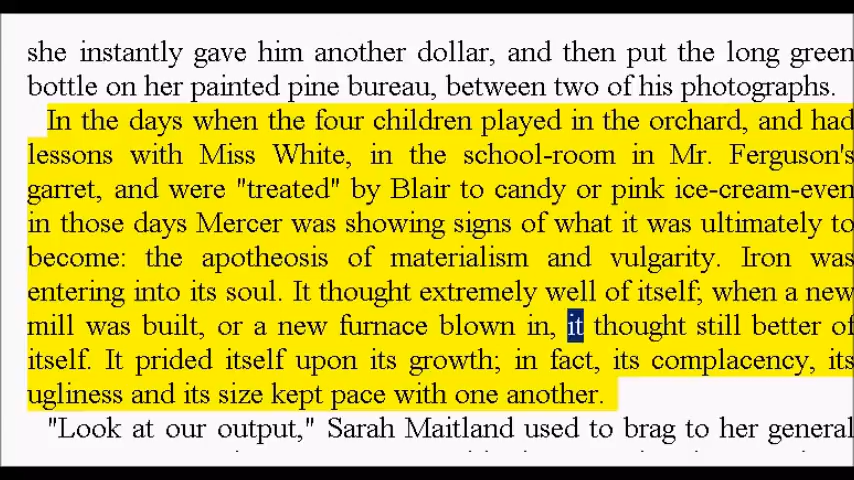 she instantly gave him another dollar, and then put the long green
bottle on her painted pine bureau, between two of his photographs.
In the days when the four children played in the orchard, and had
lessons with Miss White, in the school-room in Mr. Ferguson's
garret, and were "treated" by Blair to candy or pink ice-cream-even
in those days Mercer was showing signs of what it was ultimately to
become: the apotheosis of materialism and vulgarity. Iron was
entering into its soul. It thought extremely well of itself; when a new
mill was built, or a new furnace blown in, it thought still better of
itself. It prided itself upon its growth; in fact, its complacency, its
ugliness and its size kept pace with one another.
"Look at our output," Sarah Maitland used to brag to her general